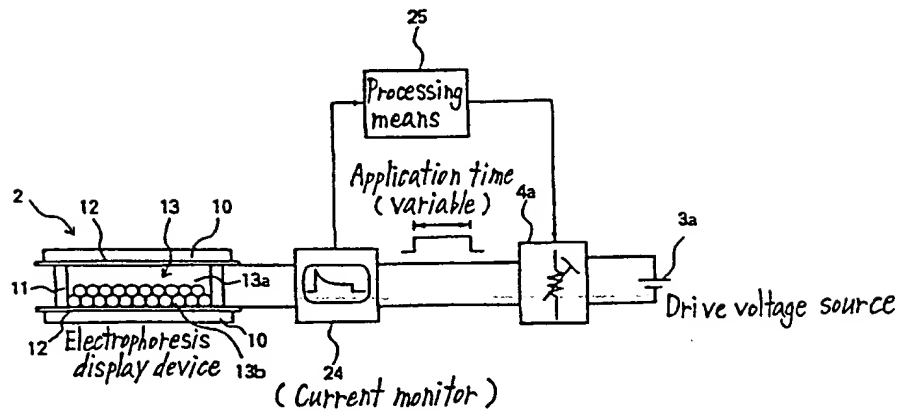 25
Processing
means
Application time
(variable)
4a
3a
2
12
13
10
11
13a
Drive voltage source
12
10
13b
Electrophoresis
display device
24
(Current monitor)